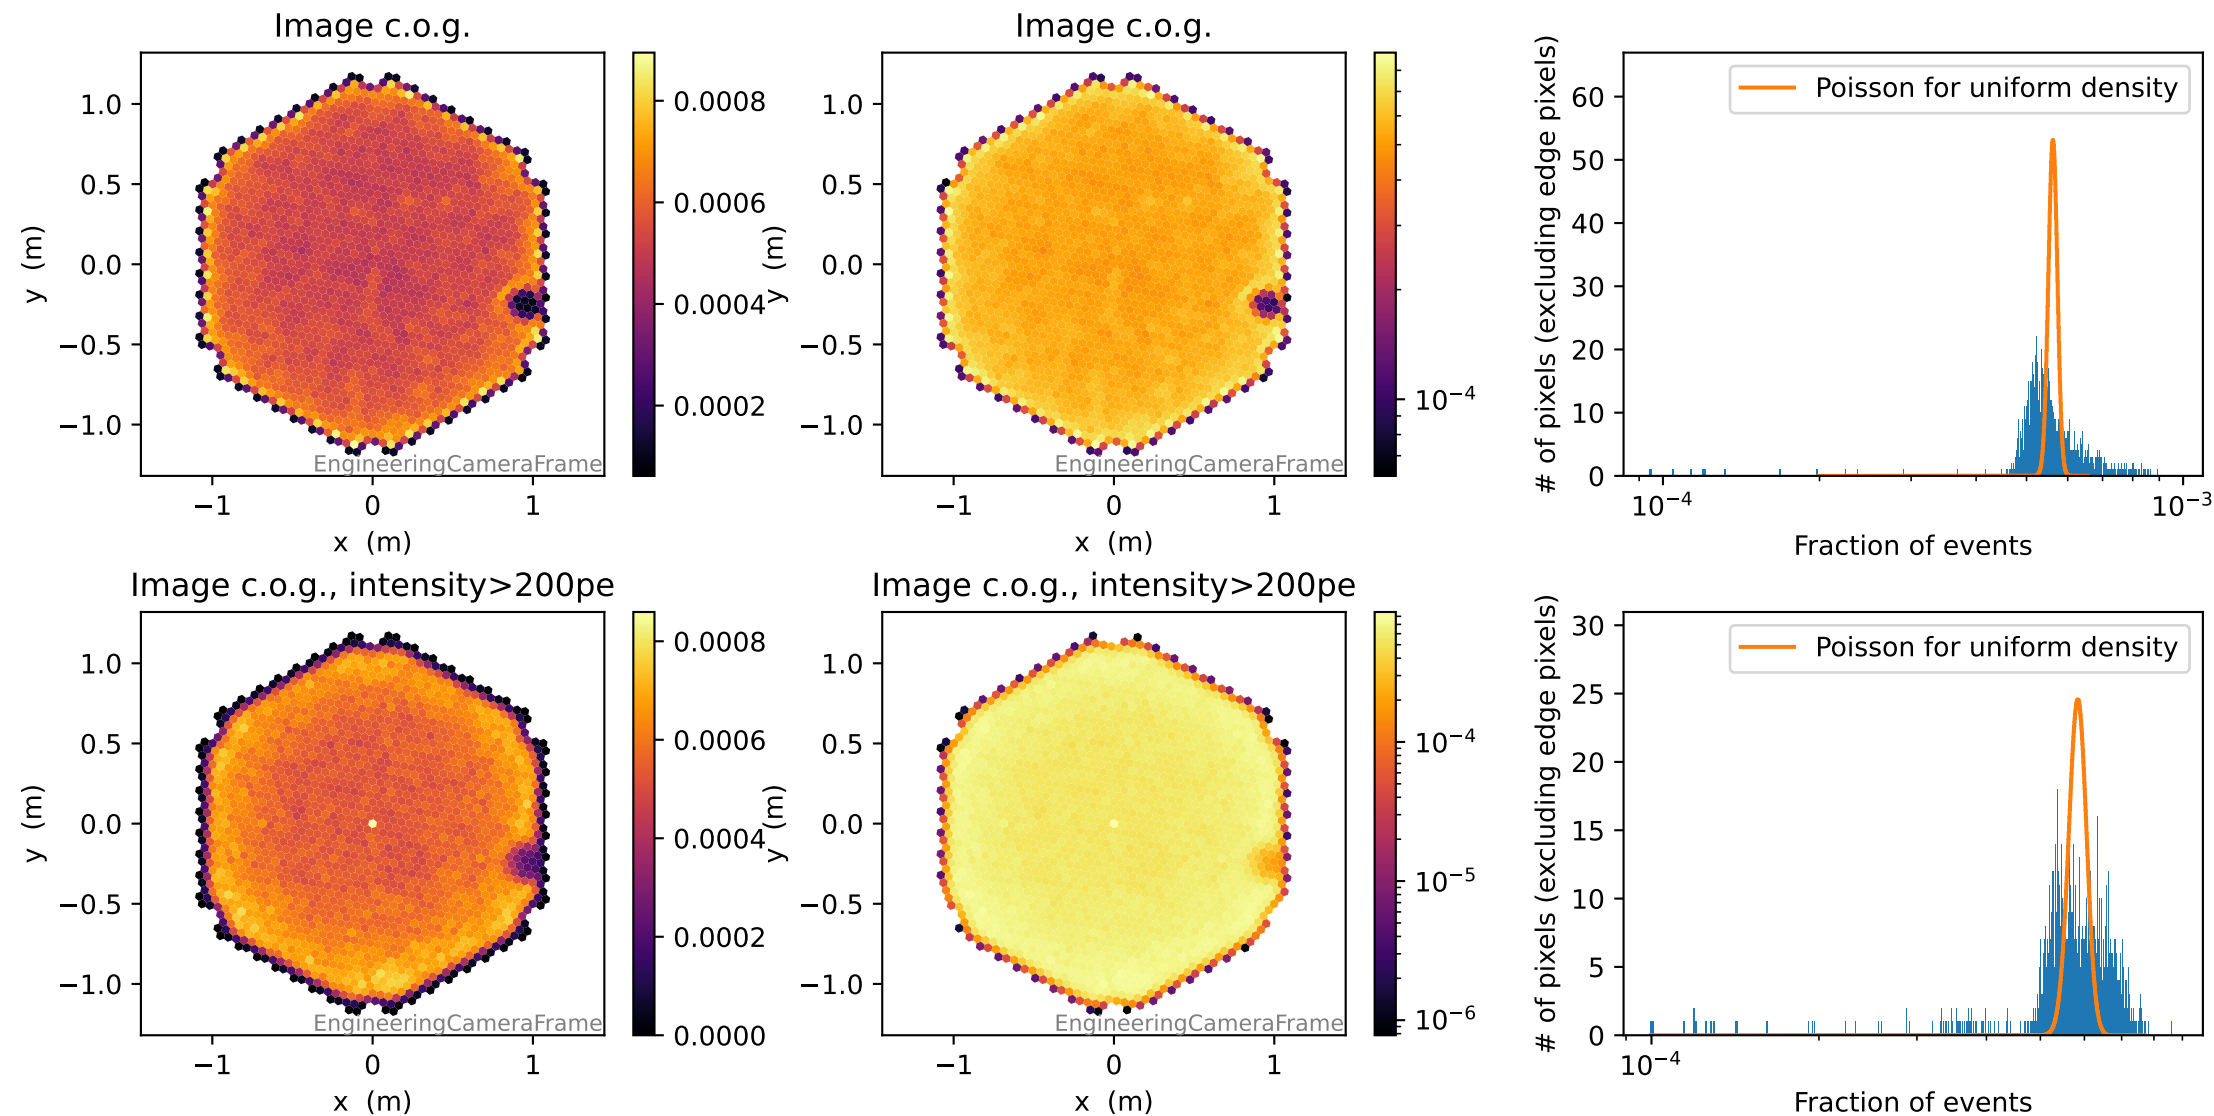 Image c.o.g.
Image c.o.g.
1.0
0.5
0.0
−0.5
−1.0
y (m)
−1
0
1
x (m)
EngineeringCameraFrame
0.0008
0.0006
0.0004
0.0002
1.0
0.5
0.0
−0.5
−1.0
y (m)
−1
0
1
x (m)
EngineeringCameraFrame
10⁻⁴
# of pixels (excluding edge pixels)
60
50
40
30
20
10
0
Poisson for uniform density
10⁻⁴
10⁻³
Fraction of events
Image c.o.g., intensity>200pe
Image c.o.g., intensity>200pe
1.0
0.5
0.0
−0.5
−1.0
y (m)
−1
0
1
x (m)
EngineeringCameraFrame
0.0008
0.0006
0.0004
0.0002
0.0000
1.0
0.5
0.0
−0.5
−1.0
y (m)
−1
0
1
x (m)
EngineeringCameraFrame
10⁻⁴
10⁻⁵
10⁻⁶
# of pixels (excluding edge pixels)
30
25
20
15
10
5
0
Poisson for uniform density
10⁻⁴
Fraction of events